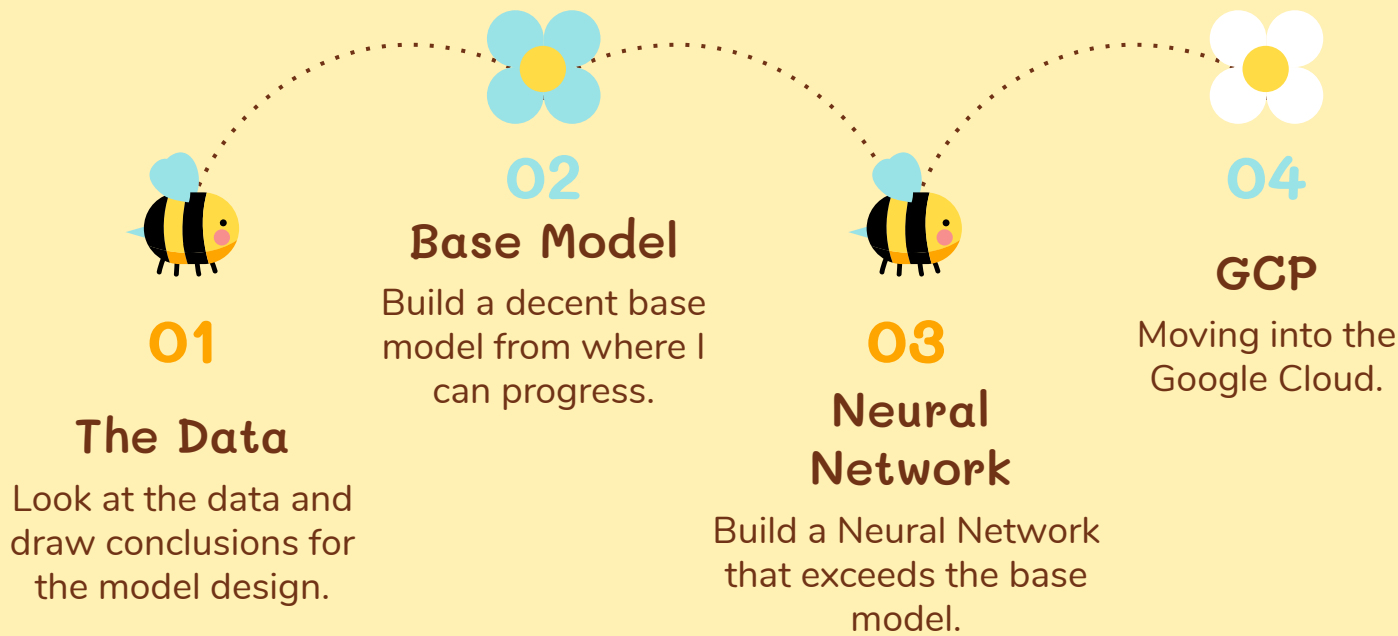 01
The Data
Look at the data and
draw conclusions for
the model design.
02
Base Model
Build a decent base
model from where I
can progress.
03
Neural
Network
Build a Neural Network
that exceeds the base
model.
04
GCP
Moving into the
Google Cloud.